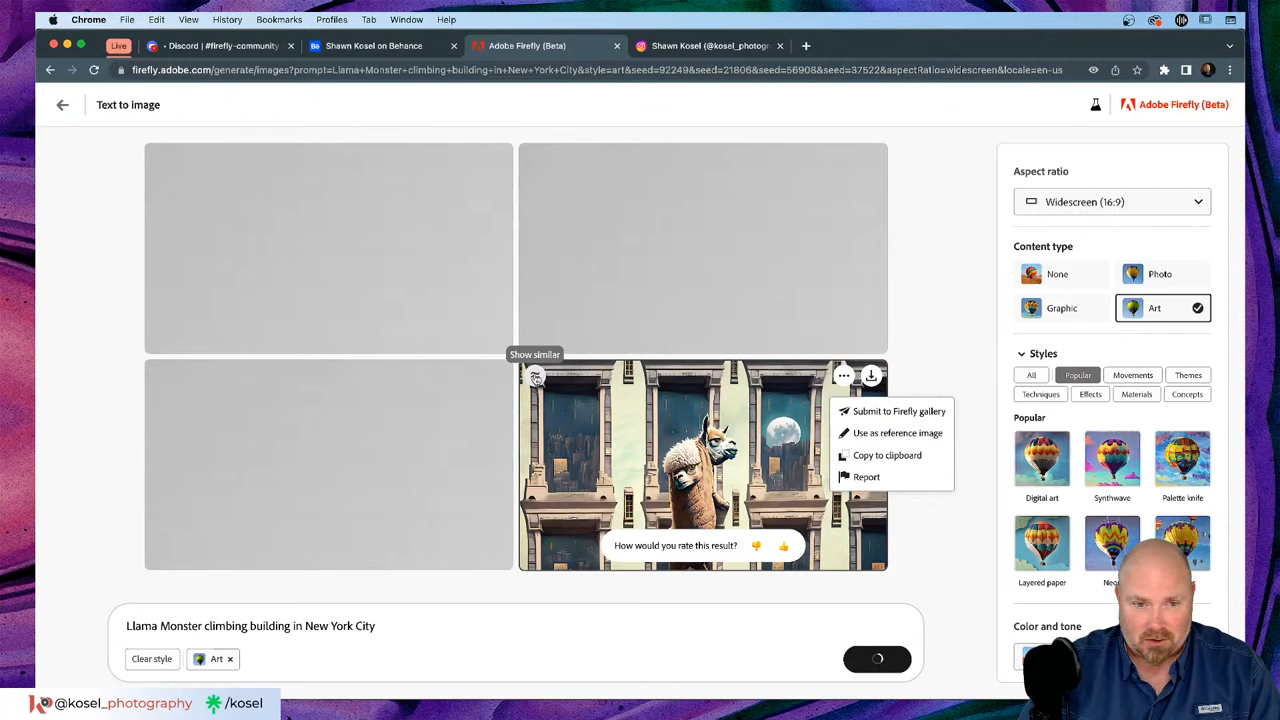 Chrome File Edit View History Bookmarks Profiles Tab Window Help
Live • Discord | #firefly-community Shawn Kosel on Behance Adobe Firefly (Beta) Shawn Kosel (@kosel_photogr
firefly.adobe.com/generate/images?prompt=Llama+Monster+climbing+building+in+New+York+City&style=art&seed=92249&seed=21806&seed=56908&seed=37522&aspectRatio=widescreen&locale=en-us
Text to image
Adobe Firefly (Beta)
Aspect ratio
Widescreen (16:9)
Content type
None Photo
Graphic Art
Show similar
Styles
All Popular Movements Themes
Techniques Effects Materials Concepts
Submit to Firefly gallery
Use as reference image
Copy to clipboard
Report
Popular
Digital art Synthwave Palette knife
How would you rate this result?
Layered paper
Color and tone
Llama Monster climbing building in New York City
Clear style Art
@kosel_photography /kosel